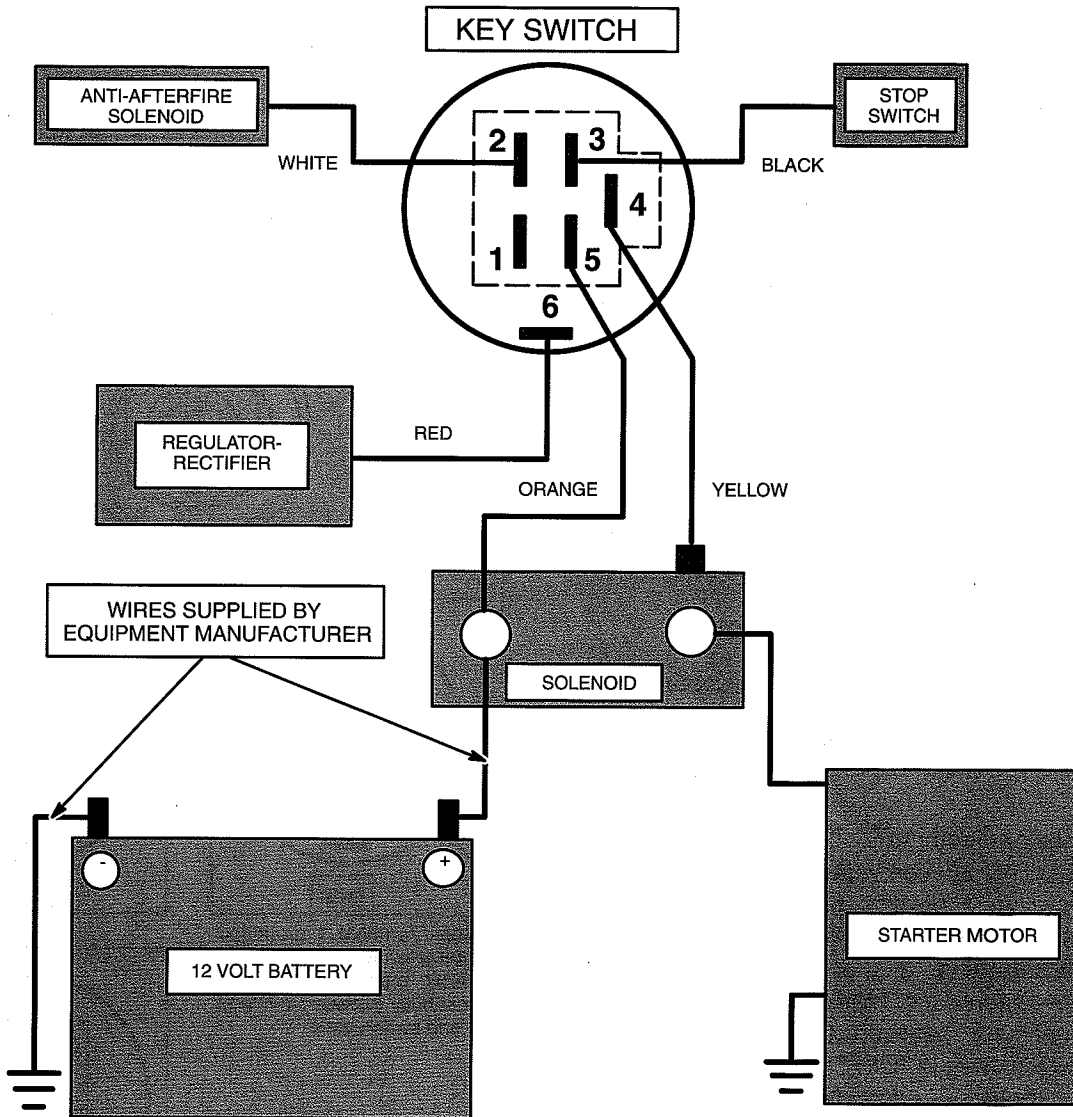 KEY SWITCH
ANTI-AFTERFIRE
SOLENOID
STOP
SWITCH
2
3
WHITE
BLACK
4
1
5
6
REGULATOR-
RECTIFIER
RED
ORANGE
YELLOW
WIRES SUPPLIED BY
EQUIPMENT MANUFACTURER
SOLENOID
-
+
12 VOLT BATTERY
STARTER MOTOR